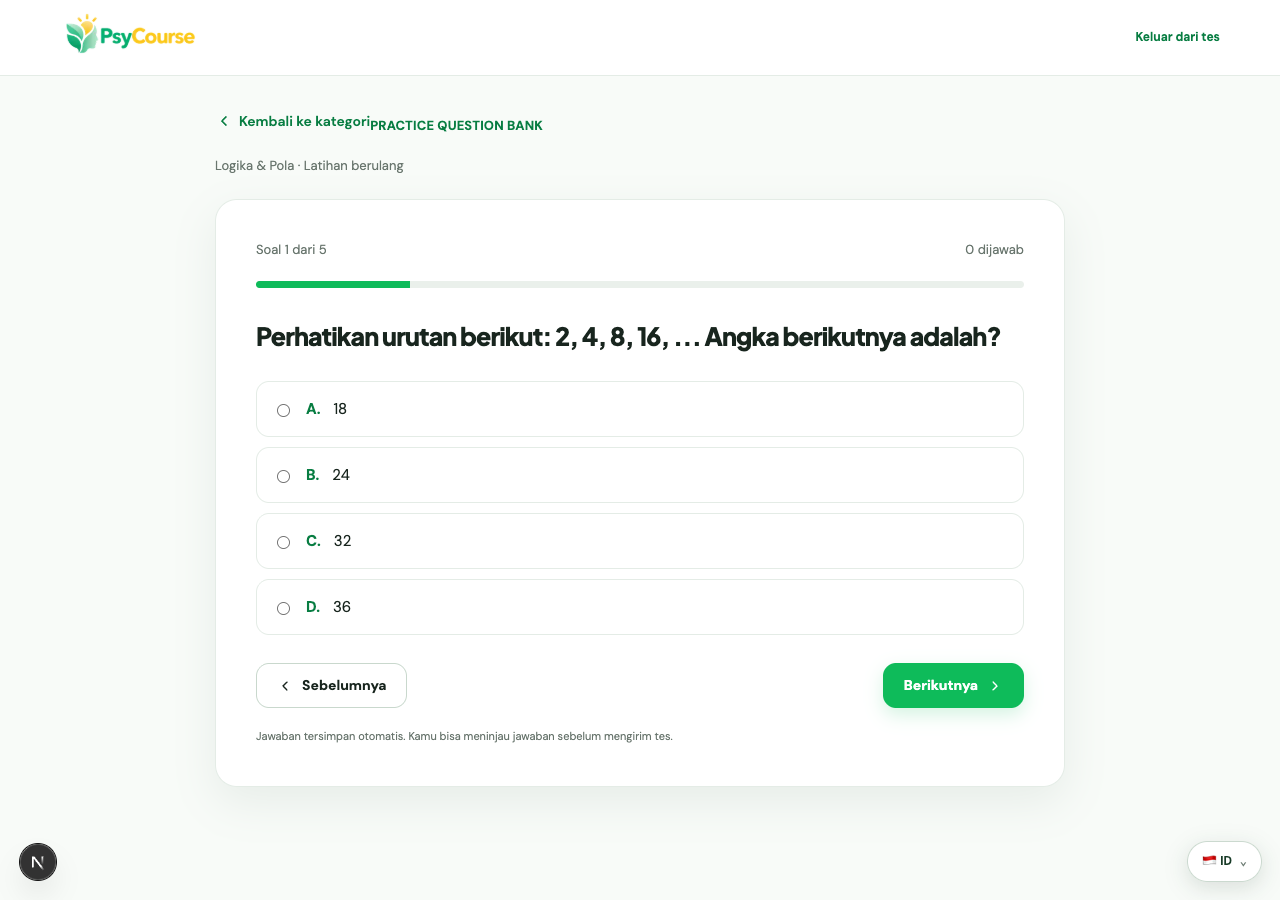 PsyCourse
Keluar dari tes
Kembali ke kategori
PRACTICE QUESTION BANK
Logika & Pola · Latihan berulang
Soal 1 dari 5
0 dijawab
Perhatikan urutan berikut: 2, 4, 8, 16, ... Angka berikutnya adalah?
A. 18
B. 24
C. 32
D. 36
Sebelumnya
Berikutnya
Jawaban tersimpan otomatis. Kamu bisa meninjau jawaban sebelum mengirim tes.
N
ID